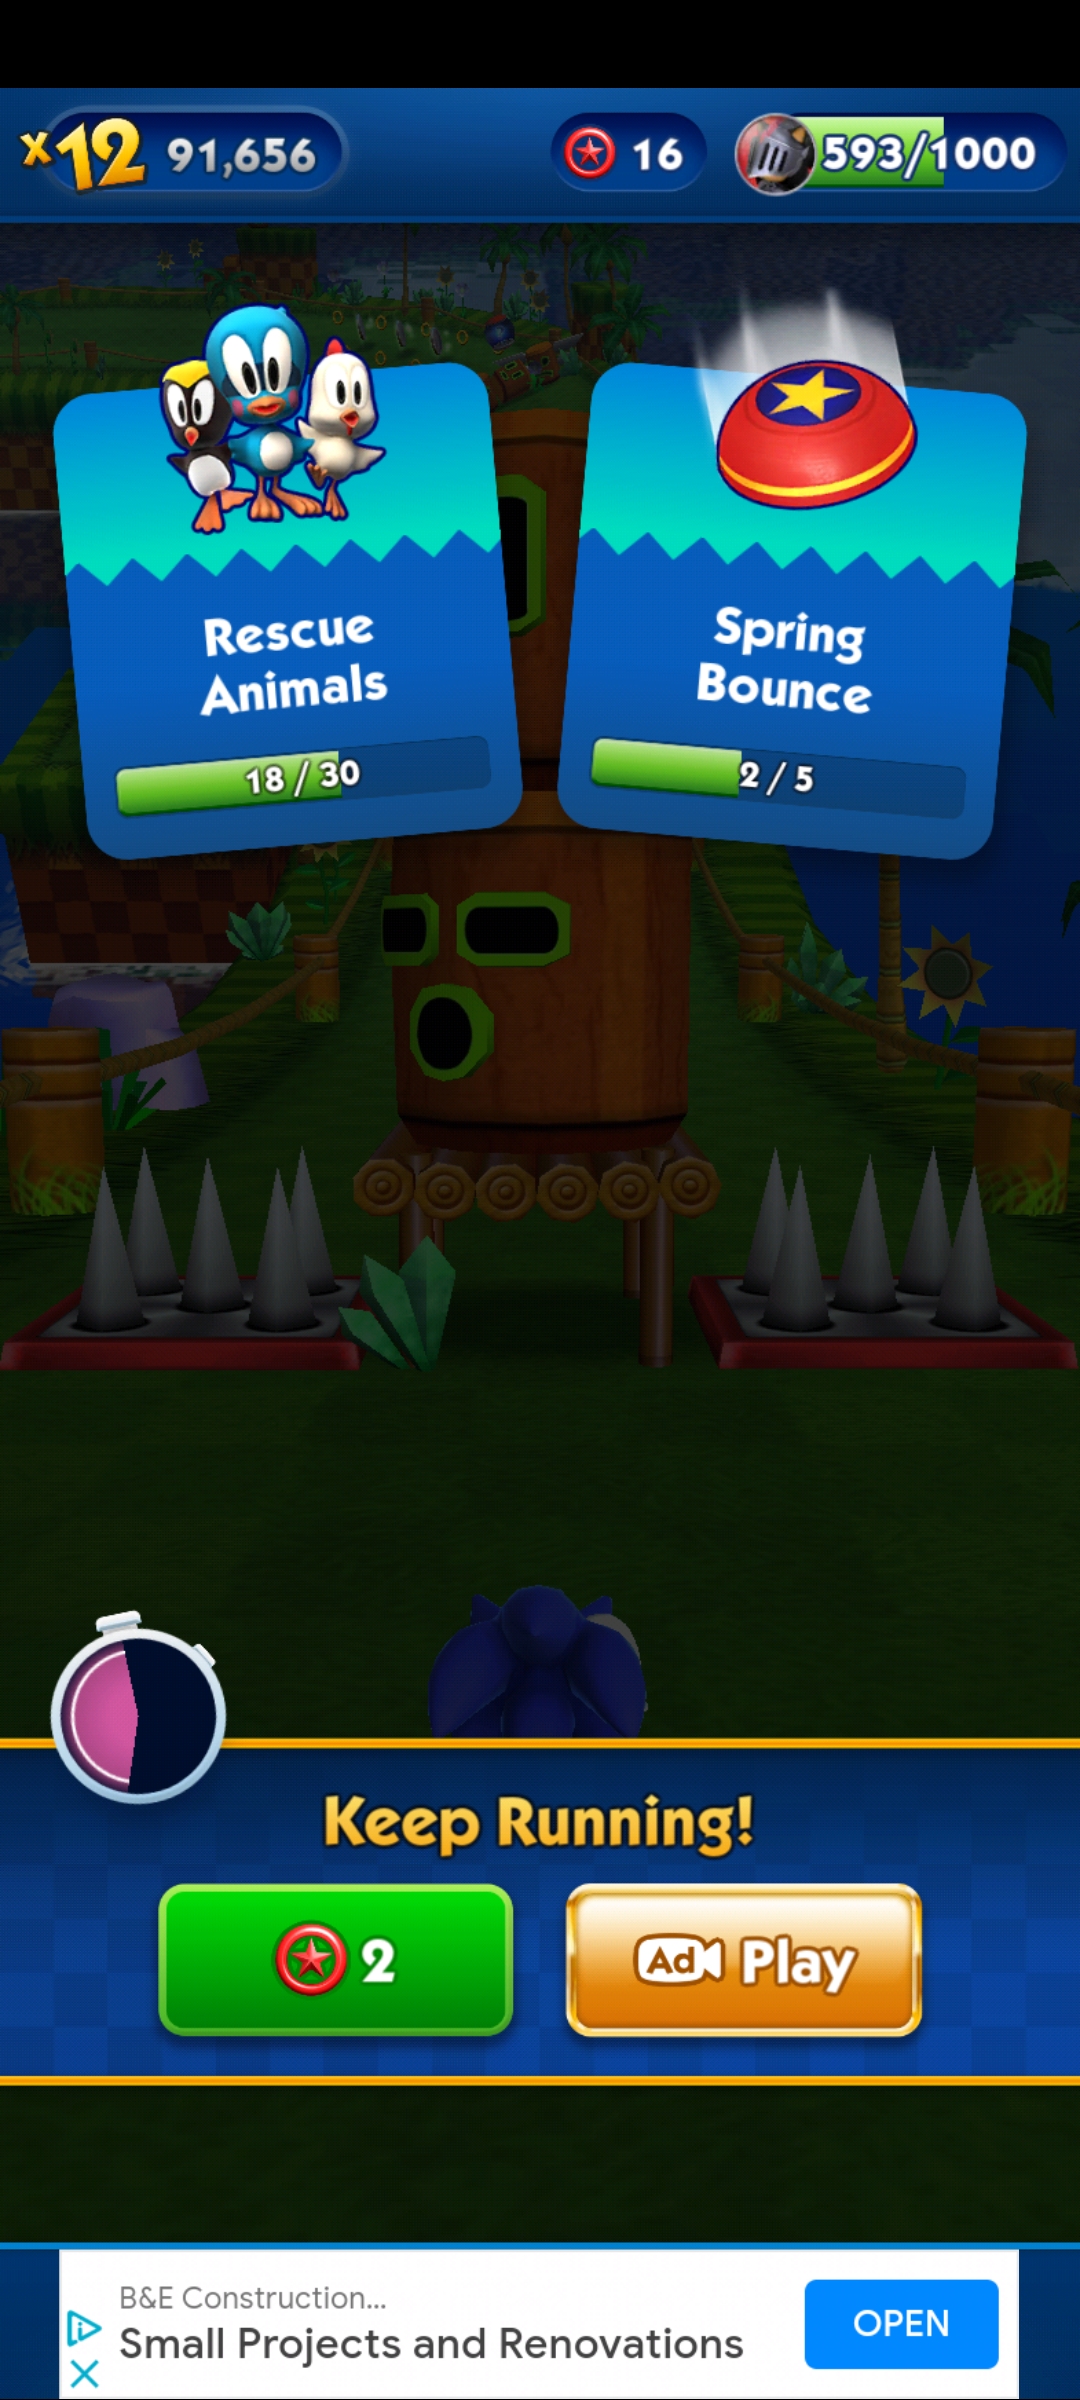 x12 91,656
16
593/1000
Rescue
Animals
18 / 30
Spring
Bounce
2 / 5
Keep Running!
2
Ad Play
B&E Construction...
Small Projects and Renovations
OPEN